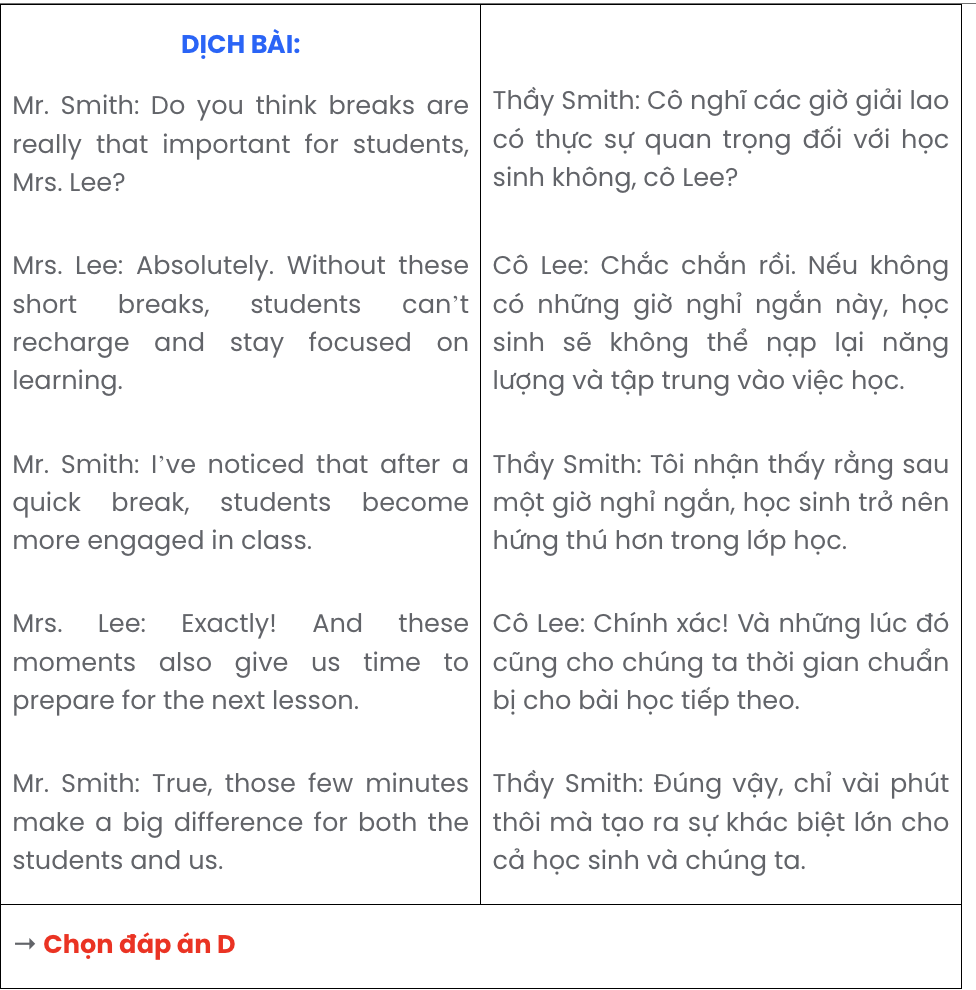 DỊCH BÀI:
Mr. Smith: Do you think breaks are
really that important for students,
Mrs. Lee?
Mrs. Lee: Absolutely. Without these
short breaks, students can’t
recharge and stay focused on
learning.
Mr. Smith: I’ve noticed that after a
quick break, students become
more engaged in class.
Mrs. Lee: Exactly! And these
moments also give us time to
prepare for the next lesson.
Mr. Smith: True, those few minutes
make a big difference for both the
students and us.
Thầy Smith: Cô nghĩ các giờ giải lao
có thực sự quan trọng đối với học
sinh không, cô Lee?
Cô Lee: Chắc chắn rồi. Nếu không
có những giờ nghỉ ngắn này, học
sinh sẽ không thể nạp lại năng
lượng và tập trung vào việc học.
Thầy Smith: Tôi nhận thấy rằng sau
một giờ nghỉ ngắn, học sinh trở nên
hứng thú hơn trong lớp học.
Cô Lee: Chính xác! Và những lúc đó
cũng cho chúng ta thời gian chuẩn
bị cho bài học tiếp theo.
Thầy Smith: Đúng vậy, chỉ vài phút
thôi mà tạo ra sự khác biệt lớn cho
cả học sinh và chúng ta.
→ Chọn đáp án D